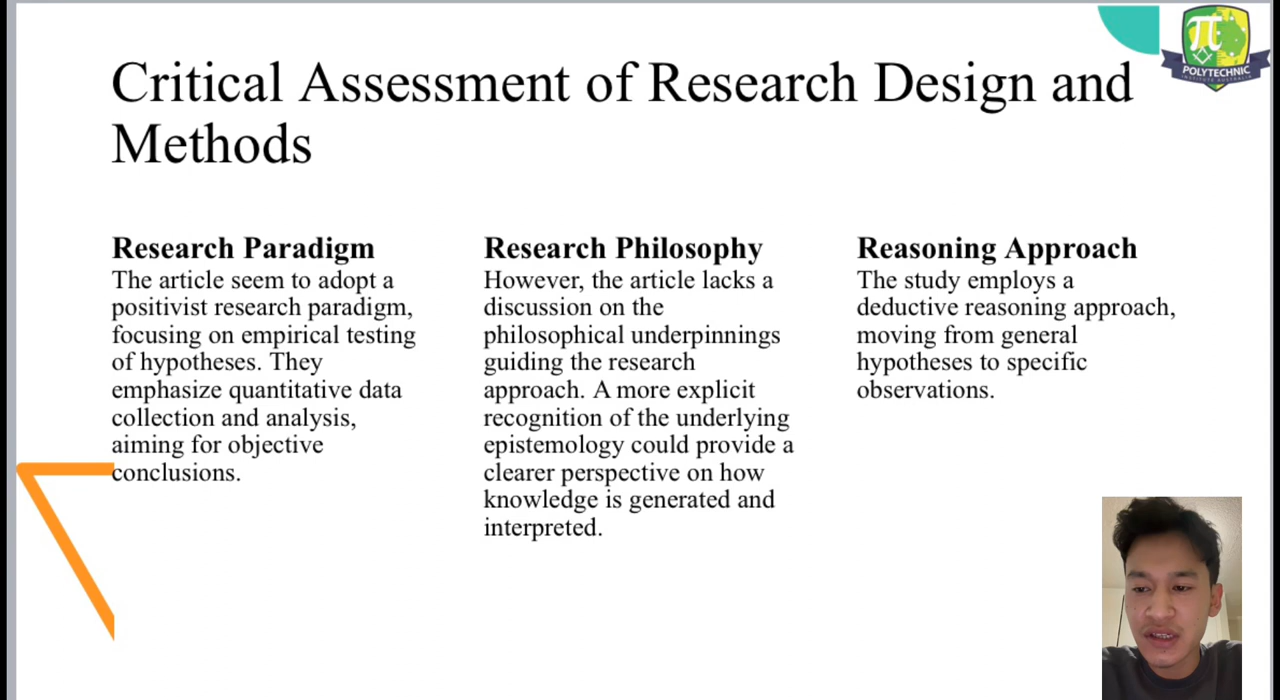 Critical Assessment of Research Design and
Methods
Research Paradigm
The article seem to adopt a
positivist research paradigm,
focusing on empirical testing
of hypotheses. They
emphasize quantitative data
collection and analysis,
aiming for objective
conclusions.
Research Philosophy
However, the article lacks a
discussion on the
philosophical underpinnings
guiding the research
approach. A more explicit
recognition of the underlying
epistemology could provide a
clearer perspective on how
knowledge is generated and
interpreted.
Reasoning Approach
The study employs a
deductive reasoning approach,
moving from general
hypotheses to specific
observations.
π
POLYTECHNIC
INSTITUTE AUSTRALIA